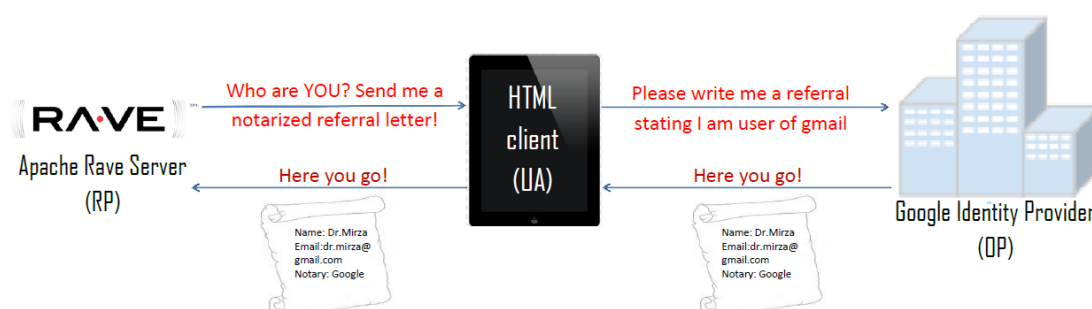 RAVE™
Apache Rave Server
(RP)
Who are YOU? Send me a
notarized referral letter!
Here you go!
Name: Dr.Mirza
Email:dr.mirza@
gmail.com
Notary: Google
HTML
client
(UA)
Please write me a referral
stating I am user of gmail
Here you go!
Name: Dr.Mirza
Email:dr.mirza@
gmail.com
Notary: Google
Google Identity Provider
(OP)